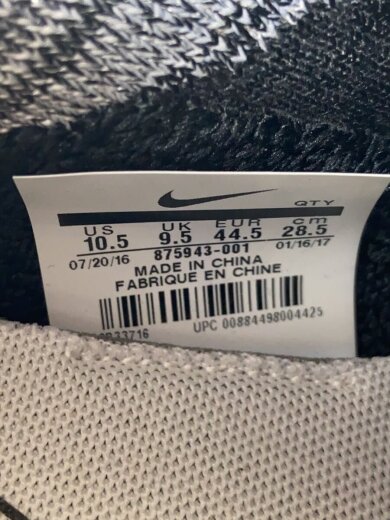 QTY
US UK EUR cm
10.5 9.5 44.5 28.5
07/20/16 875943-001 01/16/17
MADE IN CHINA
FABRIQUE EN CHINE
UPC 00884498004425